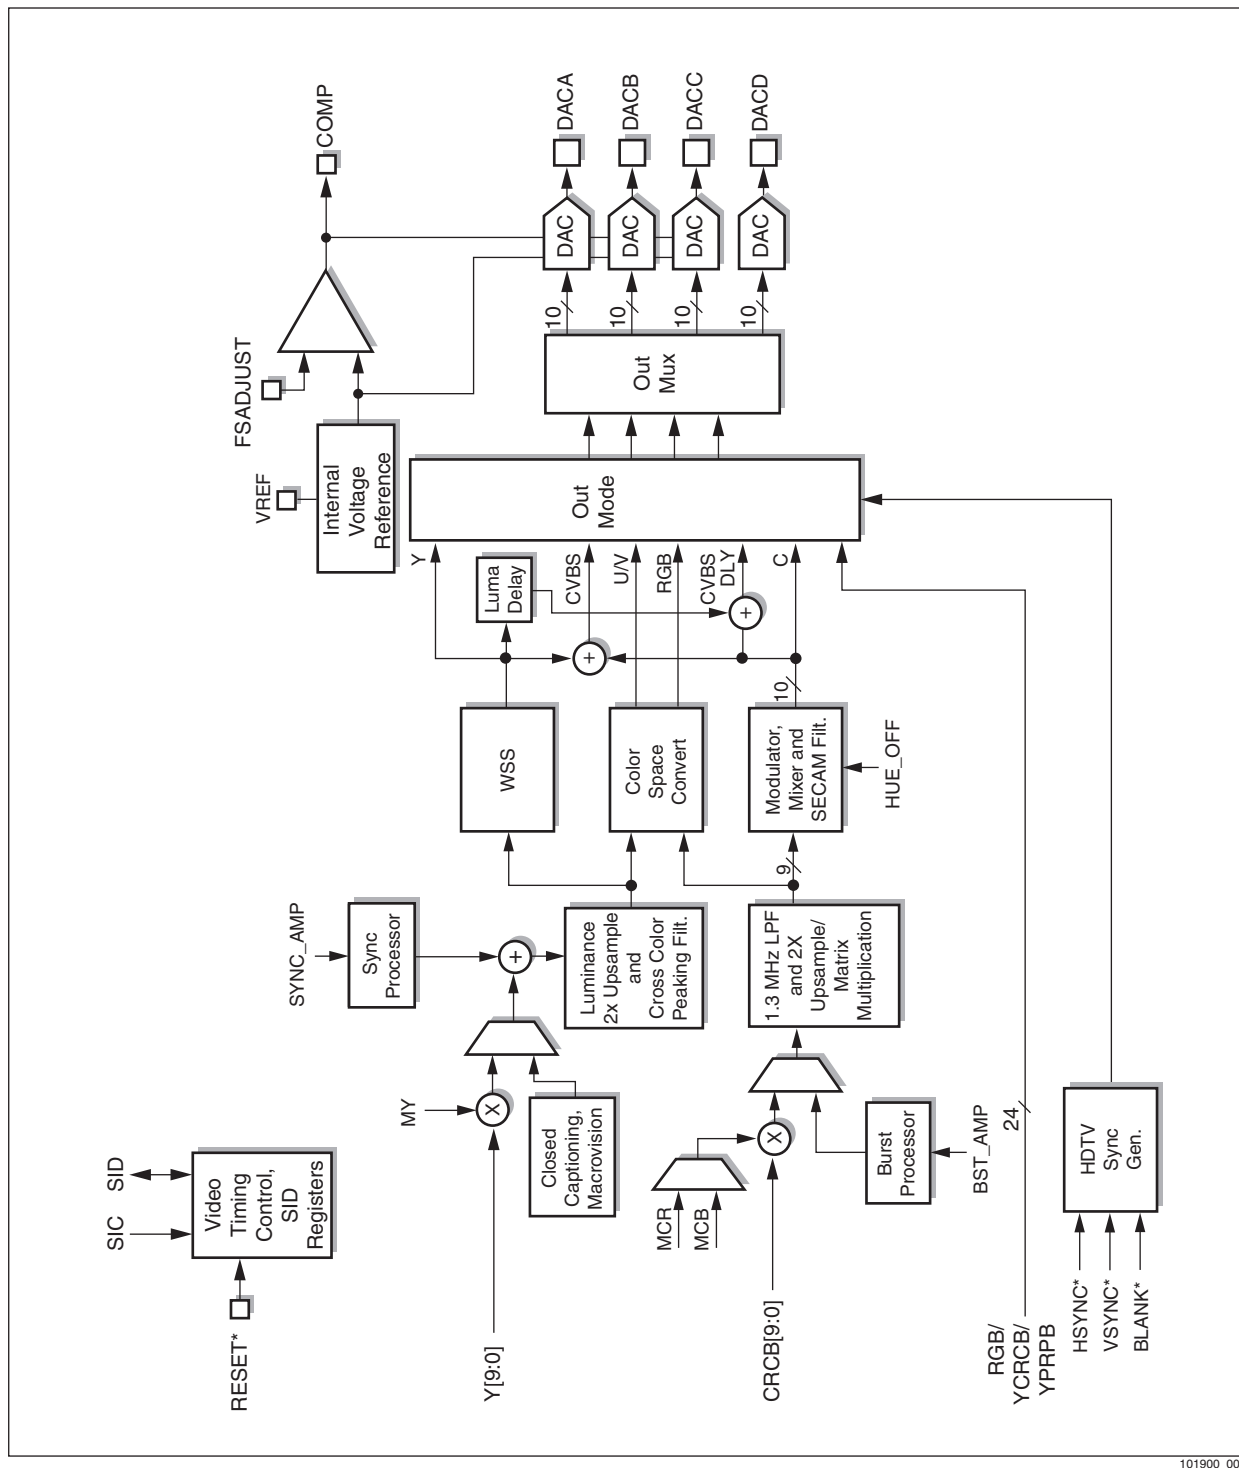 SIC
SID
Video
Timing
Control,
SID
Registers
RESET*
SYNC_AMP
Sync
Processor
MY
X
+
Closed
Captioning,
Macrovision
Y[9:0]
Luminance
2x Upsample
and
Cross Color
Peaking Filt.
MCR
MCB
X
CRCB[9:0]
Burst
Processor
BST_AMP
1.3 MHz LPF
and 2X
Upsample/
Matrix
Multiplication
9
WSS
Color
Space
Convert
Modulator,
Mixer and
SECAM Filt.
HUE_OFF
10
Luma
Delay
+
+
Y
CVBS
U/V
RGB
CVBS
DLY
C
VREF
Internal
Voltage
Reference
FSADJUST
COMP
Out
Mode
Out
Mux
10
10
10
10
DAC
DAC
DAC
DAC
DACA
DACB
DACC
DACD
RGB/
YCRCB/
YPRPB
24
HSYNC*
VSYNC*
BLANK*
HDTV
Sync
Gen.